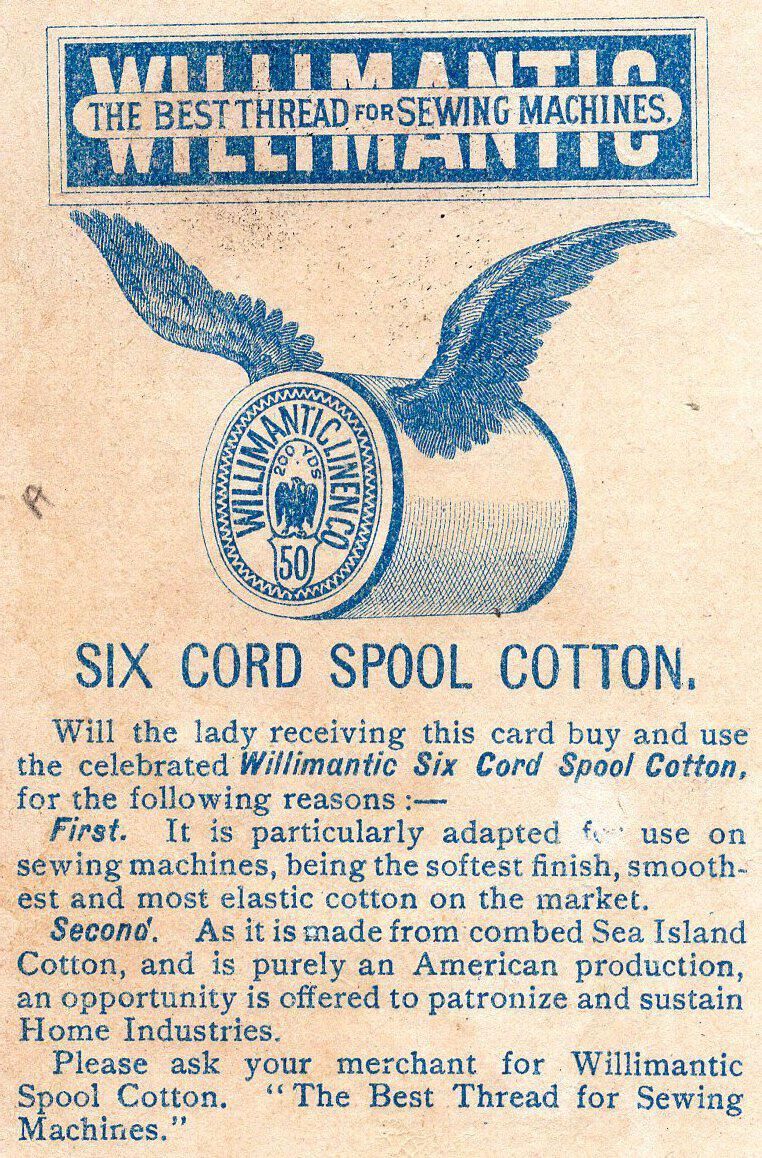 WILLIMANTIC
THE BEST THREAD FOR SEWING MACHINES.
WILLIMANTIC LINEN CO
200 YDS
50
A
SIX CORD SPOOL COTTON.
Will the lady receiving this card buy and use
the celebrated Willimantic Six Cord Spool Cotton,
for the following reasons :—
First. It is particularly adapted for use on
sewing machines, being the softest finish, smooth-
est and most elastic cotton on the market.
Second. As it is made from combed Sea Island
Cotton, and is purely an American production,
an opportunity is offered to patronize and sustain
Home Industries.
Please ask your merchant for Willimantic
Spool Cotton. "The Best Thread for Sewing
Machines."